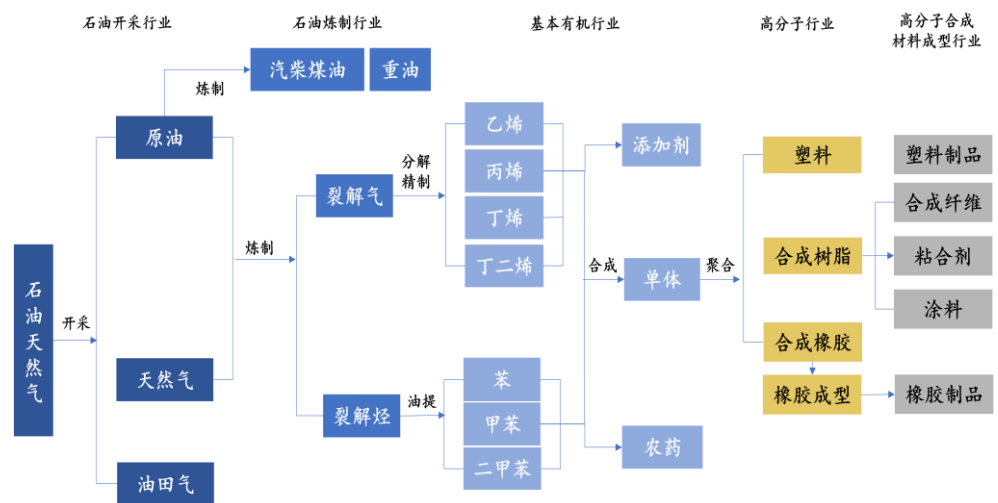 石油开采行业
石油炼制行业
基本有机行业
高分子行业
高分子合成
材料成型行业
汽柴煤油
重油
炼制
原油
乙烯
添加剂
塑料
塑料制品
分解
精制
丙烯
裂解气
合成纤维
丁烯
炼制
合成树脂
粘合剂
丁二烯
合成
单体
聚合
石油天然气
开采
涂料
合成橡胶
天然气
苯
裂解烃
油提
甲苯
橡胶成型
橡胶制品
农药
二甲苯
油田气